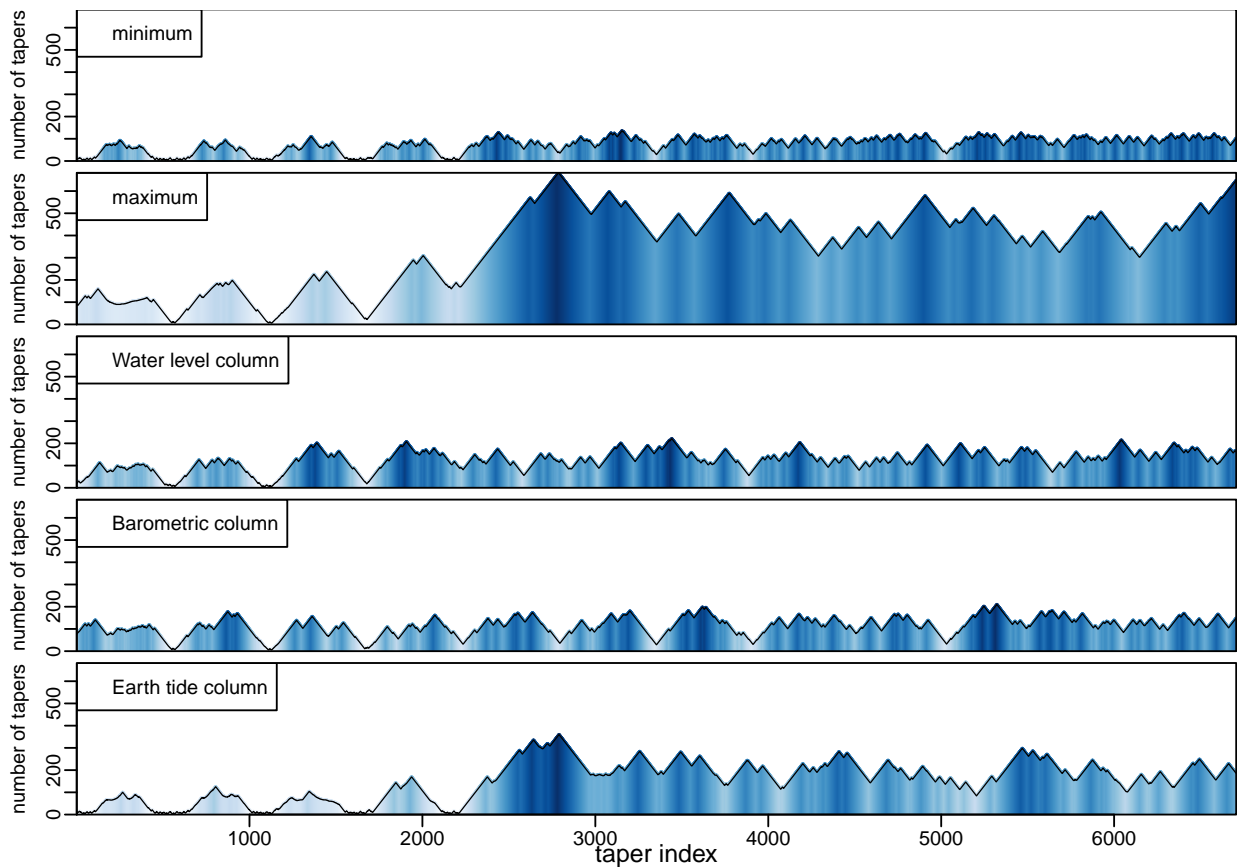 minimum
number of tapers
0 200 500
maximum
number of tapers
0 200 500
Water level column
number of tapers
0 200 500
Barometric column
number of tapers
0 200 500
Earth tide column
number of tapers
0 200 500
1000 2000 3000 4000 5000 6000
taper index